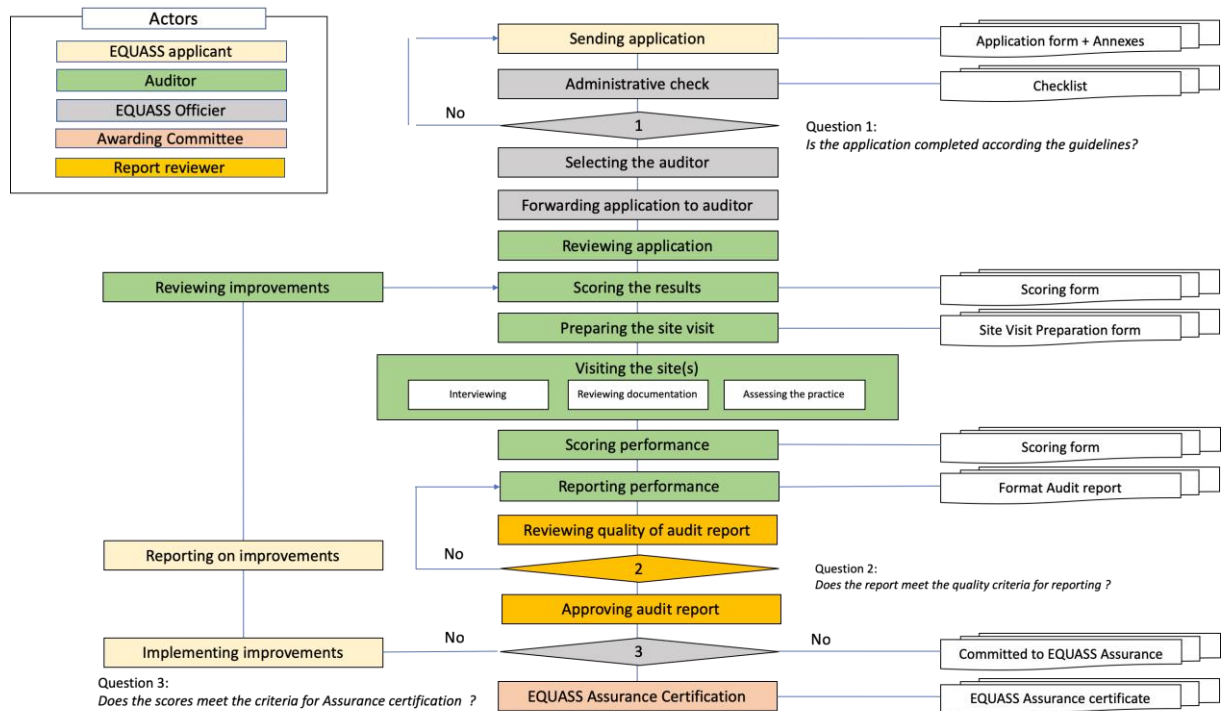 Actors
EQUASS applicant
Auditor
EQUASS Officier
Awarding Committee
Report reviewer
Sending application
Application form + Annexes
Administrative check
Checklist
No
1
Question 1:
Is the application completed according the guidelines?
Selecting the auditor
Forwarding application to auditor
Reviewing application
Reviewing improvements
Scoring the results
Scoring form
Preparing the site visit
Site Visit Preparation form
Visiting the site(s)
Interviewing
Reviewing documentation
Assessing the practice
Scoring performance
Scoring form
Reporting performance
Format Audit report
Reviewing quality of audit report
Reporting on improvements
No
2
Question 2:
Does the report meet the quality criteria for reporting ?
Approving audit report
Implementing improvements
No
3
No
Committed to EQUASS Assurance
Question 3:
Does the scores meet the criteria for Assurance certification ?
EQUASS Assurance Certification
EQUASS Assurance certificate